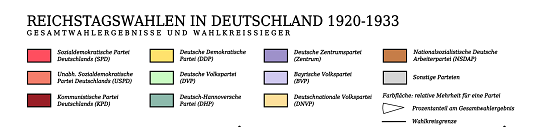 REICHSTAGSWAHLEN IN DEUTSCHLAND 1920-1933
GESAMTWAHLERGEBNISSE UND WAHLKREISSIEGER
Sozialdemokratische Partei
Deutschlands (SPD)
Unabh. Sozialdemokratische
Partei Deutschlands (USPD)
Kommunistische Partei
Deutschlands (KPD)
Deutsche Demokratische
Partei (DDP)
Deutsche Volkspartei
(DVP)
Deutsch-Hannoversche
Partei (DHP)
Deutsche Zentrumspartei
(Zentrum)
Bayrische Volkspartei
(BVP)
Deutschnationale Volkspartei
(DNVP)
Nationalsozialistische Deutsche
Arbeiterpartei (NSDAP)
Sonstige Parteien
Farbfläche: relative Mehrheit für eine Partei
Prozentanteil am Gesamtwahlergebnis
Wahlkreisgrenze